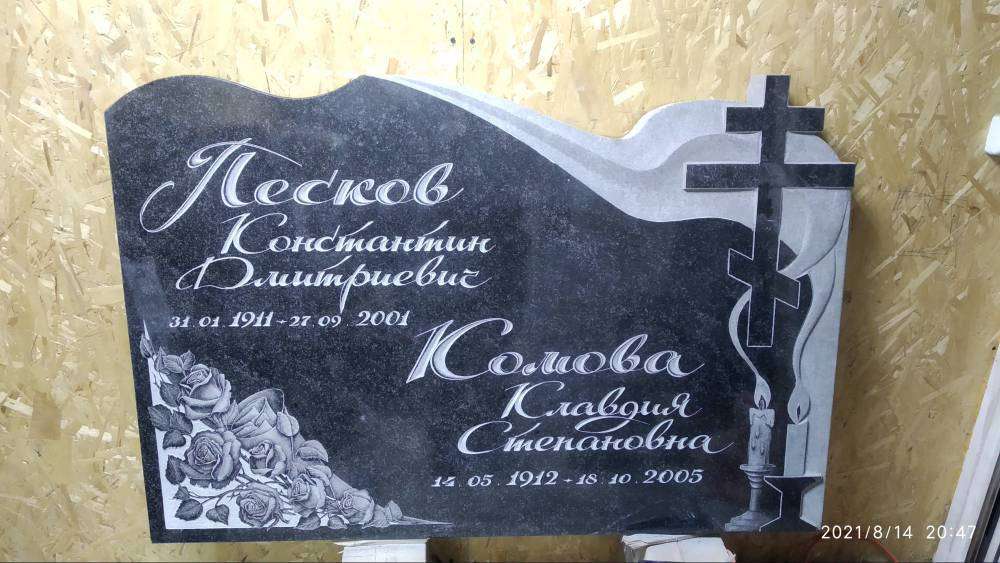 Песков
Константин
Дмитриевич
31.01.1911-27.09.2001
Комова
Клавдия
Степановна
14.05.1912-18.10.2005
2021/8/14 20:47